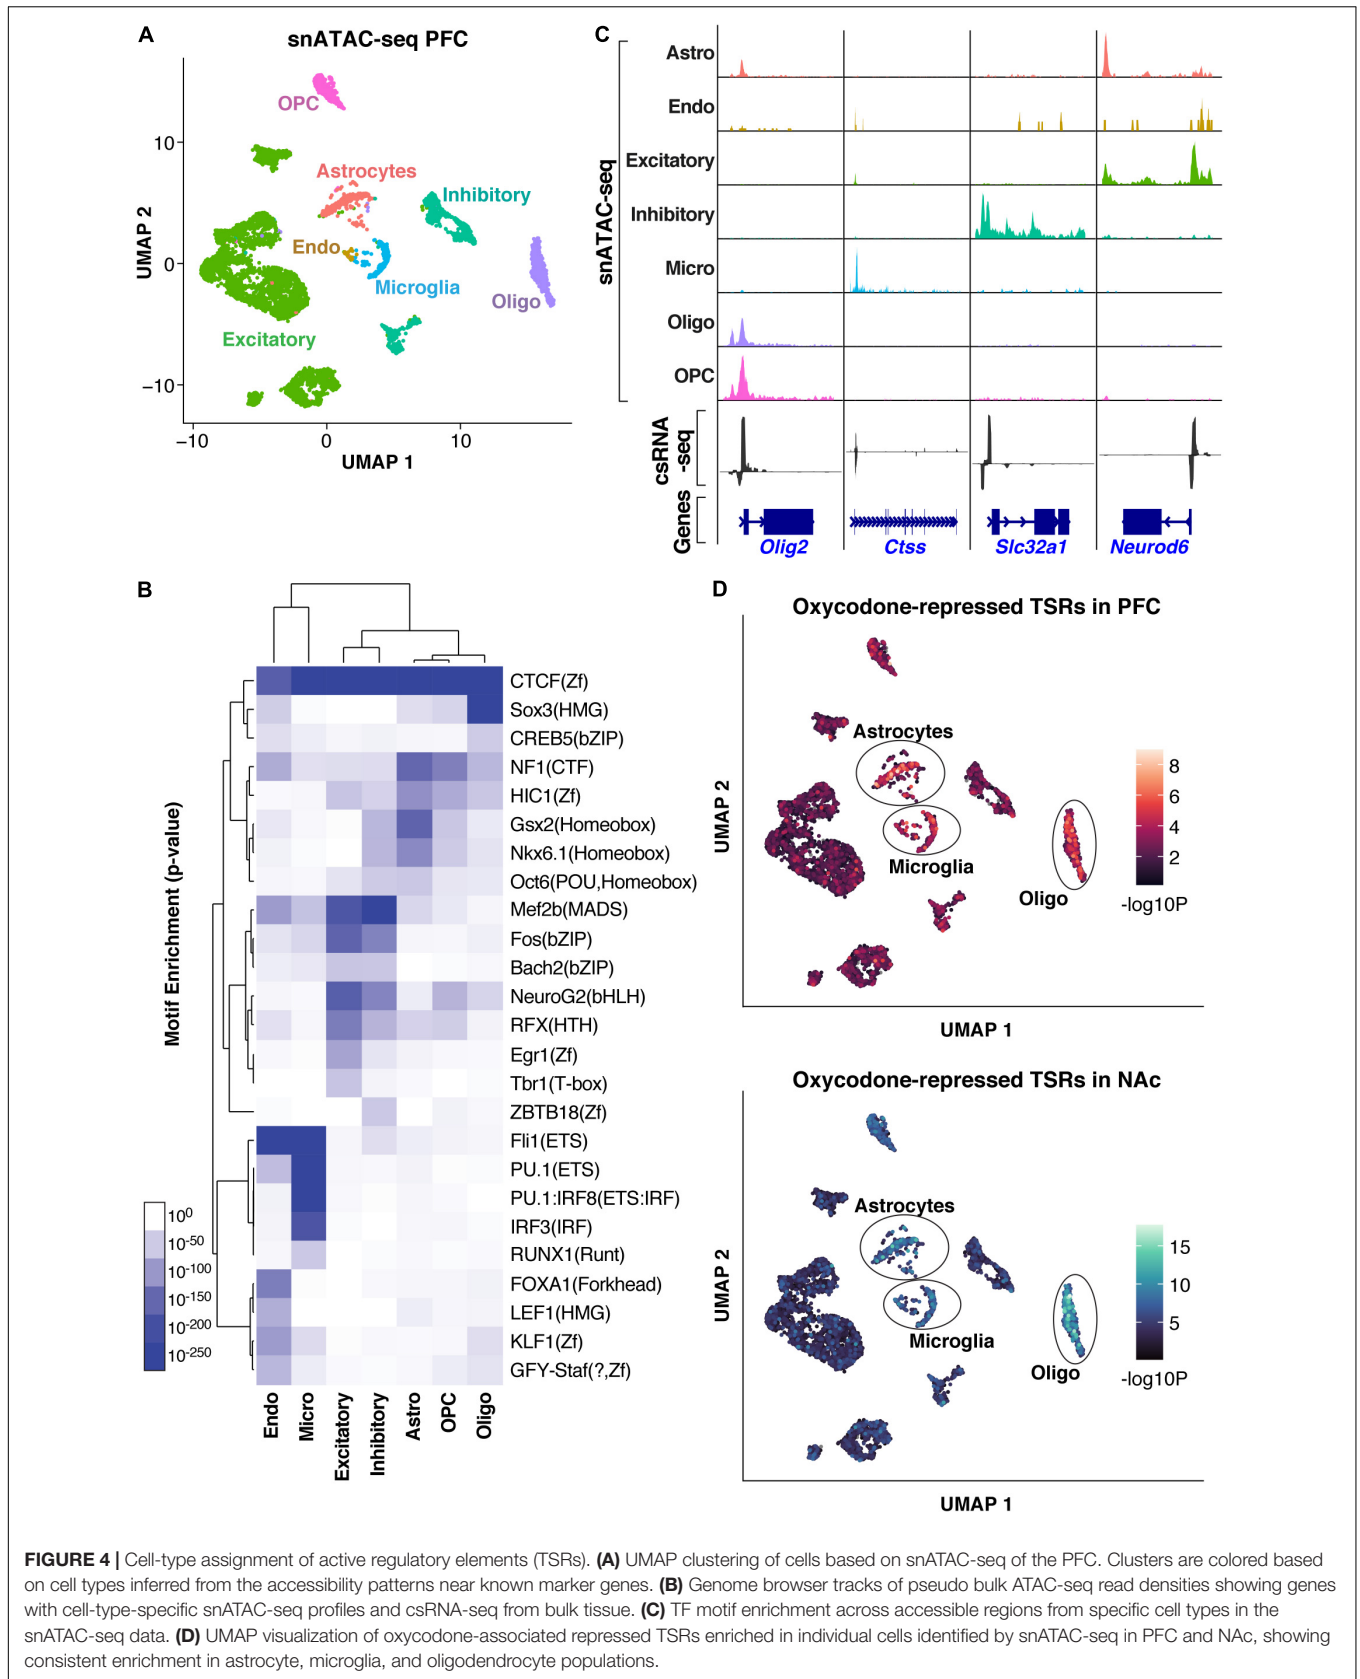 A
snATAC-seq PFC
OPC
Astrocytes
Inhibitory
Endo
Microglia
Oligo
Excitatory
10
0
−10
UMAP 2
−10
0
10
UMAP 1
C
snATAC-seq
Astro
Endo
Excitatory
Inhibitory
Micro
Oligo
OPC
csRNA
-seq
Genes
Olig2
Ctss
Slc32a1
Neurod6
B
Motif Enrichment (p-value)
CTCF(Zf)
Sox3(HMG)
CREB5(bZIP)
NF1(CTF)
HIC1(Zf)
Gsx2(Homeobox)
Nkx6.1(Homeobox)
Oct6(POU,Homeobox)
Mef2b(MADS)
Fos(bZIP)
Bach2(bZIP)
NeuroG2(bHLH)
RFX(HTH)
Egr1(Zf)
Tbr1(T-box)
ZBTB18(Zf)
Fli1(ETS)
PU.1(ETS)
PU.1:IRF8(ETS:IRF)
IRF3(IRF)
RUNX1(Runt)
FOXA1(Forkhead)
LEF1(HMG)
KLF1(Zf)
GFY-Staf(?,Zf)
10^0
10^-50
10^-100
10^-150
10^-200
10^-250
Endo
Micro
Excitatory
Inhibitory
Astro
OPC
Oligo
D
Oxycodone-repressed TSRs in PFC
Astrocytes
Microglia
Oligo
UMAP 2
UMAP 1
8
6
4
2
-log10P
Oxycodone-repressed TSRs in NAc
Astrocytes
Microglia
Oligo
UMAP 2
UMAP 1
15
10
5
-log10P
FIGURE 4 | Cell-type assignment of active regulatory elements (TSRs). (A) UMAP clustering of cells based on snATAC-seq of the PFC. Clusters are colored based
on cell types inferred from the accessibility patterns near known marker genes. (B) Genome browser tracks of pseudo bulk ATAC-seq read densities showing genes
with cell-type-specific snATAC-seq profiles and csRNA-seq from bulk tissue. (C) TF motif enrichment across accessible regions from specific cell types in the
snATAC-seq data. (D) UMAP visualization of oxycodone-associated repressed TSRs enriched in individual cells identified by snATAC-seq in PFC and NAc, showing
consistent enrichment in astrocyte, microglia, and oligodendrocyte populations.